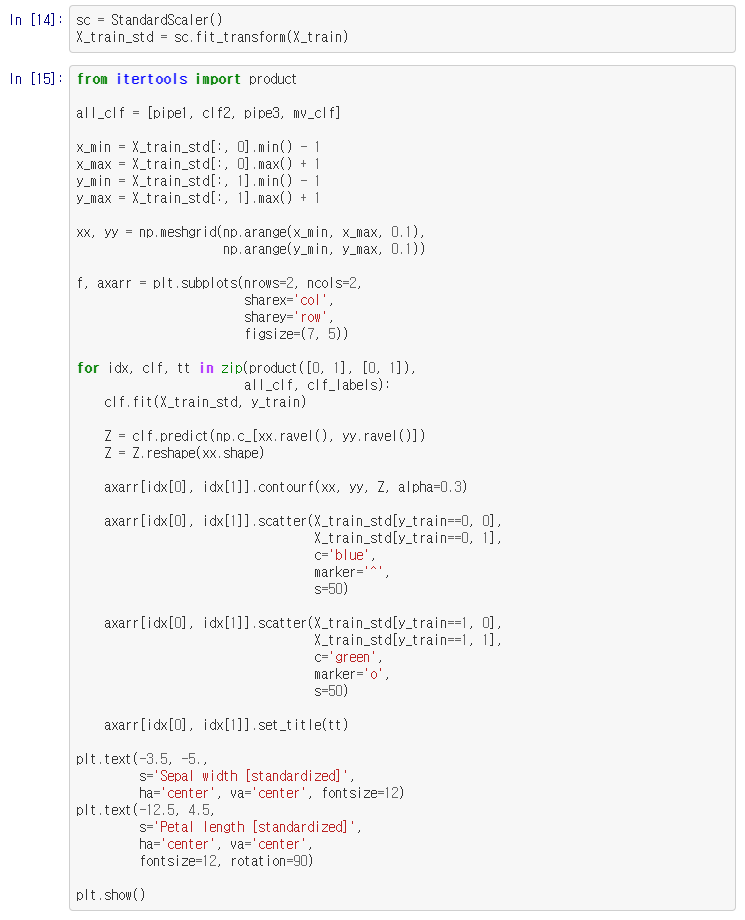 In [14]: sc = StandardScaler()
X_train_std = sc.fit_transform(X_train)
In [15]: from itertools import product

all_clf = [pipe1, clf2, pipe3, mv_clf]

x_min = X_train_std[:, 0].min() - 1
x_max = X_train_std[:, 0].max() + 1
y_min = X_train_std[:, 1].min() - 1
y_max = X_train_std[:, 1].max() + 1

xx, yy = np.meshgrid(np.arange(x_min, x_max, 0.1),
                     np.arange(y_min, y_max, 0.1))

f, axarr = plt.subplots(nrows=2, ncols=2,
                        sharex='col',
                        sharey='row',
                        figsize=(7, 5))

for idx, clf, tt in zip(product([0, 1], [0, 1]),
                        all_clf, clf_labels):
    clf.fit(X_train_std, y_train)

    Z = clf.predict(np.c_[xx.ravel(), yy.ravel()])
    Z = Z.reshape(xx.shape)

    axarr[idx[0], idx[1]].contourf(xx, yy, Z, alpha=0.3)

    axarr[idx[0], idx[1]].scatter(X_train_std[y_train==0, 0],
                                  X_train_std[y_train==0, 1],
                                  c='blue',
                                  marker='^',
                                  s=50)

    axarr[idx[0], idx[1]].scatter(X_train_std[y_train==1, 0],
                                  X_train_std[y_train==1, 1],
                                  c='green',
                                  marker='o',
                                  s=50)

    axarr[idx[0], idx[1]].set_title(tt)

plt.text(-3.5, -5.,
         s='Sepal width [standardized]',
         ha='center', va='center', fontsize=12)
plt.text(-12.5, 4.5,
         s='Petal length [standardized]',
         ha='center', va='center',
         fontsize=12, rotation=90)

plt.show()